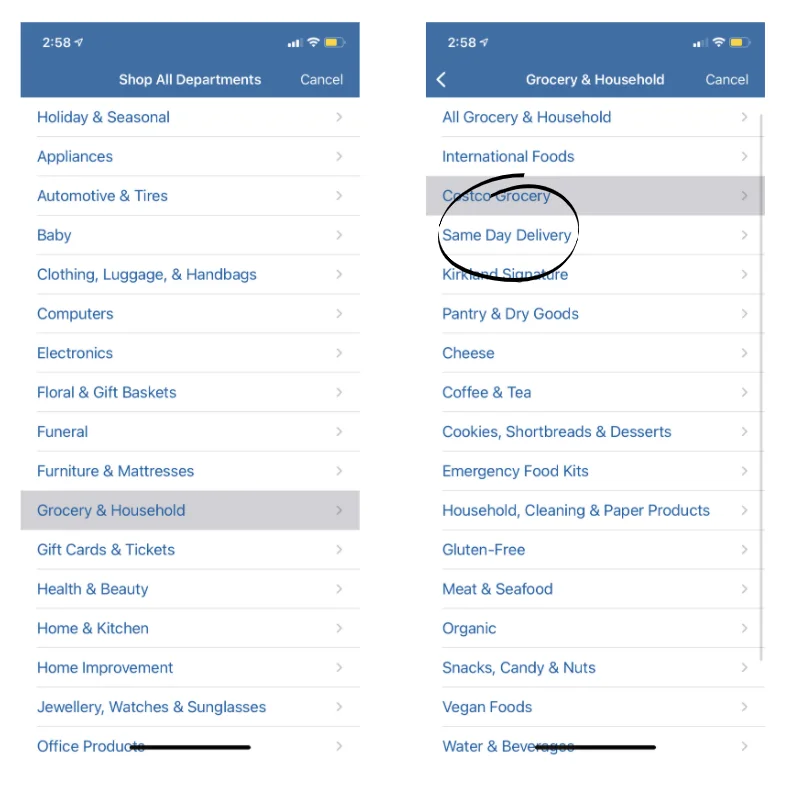 2:58
Shop All Departments Cancel
Holiday & Seasonal
Appliances
Automotive & Tires
Baby
Clothing, Luggage, & Handbags
Computers
Electronics
Floral & Gift Baskets
Funeral
Furniture & Mattresses
Grocery & Household
Gift Cards & Tickets
Health & Beauty
Home & Kitchen
Home Improvement
Jewellery, Watches & Sunglasses
Office Products
2:58
Grocery & Household Cancel
All Grocery & Household
International Foods
Costco Grocery
Same Day Delivery
Kirkland Signature
Pantry & Dry Goods
Cheese
Coffee & Tea
Cookies, Shortbreads & Desserts
Emergency Food Kits
Household, Cleaning & Paper Products
Gluten-Free
Meat & Seafood
Organic
Snacks, Candy & Nuts
Vegan Foods
Water & Beverages